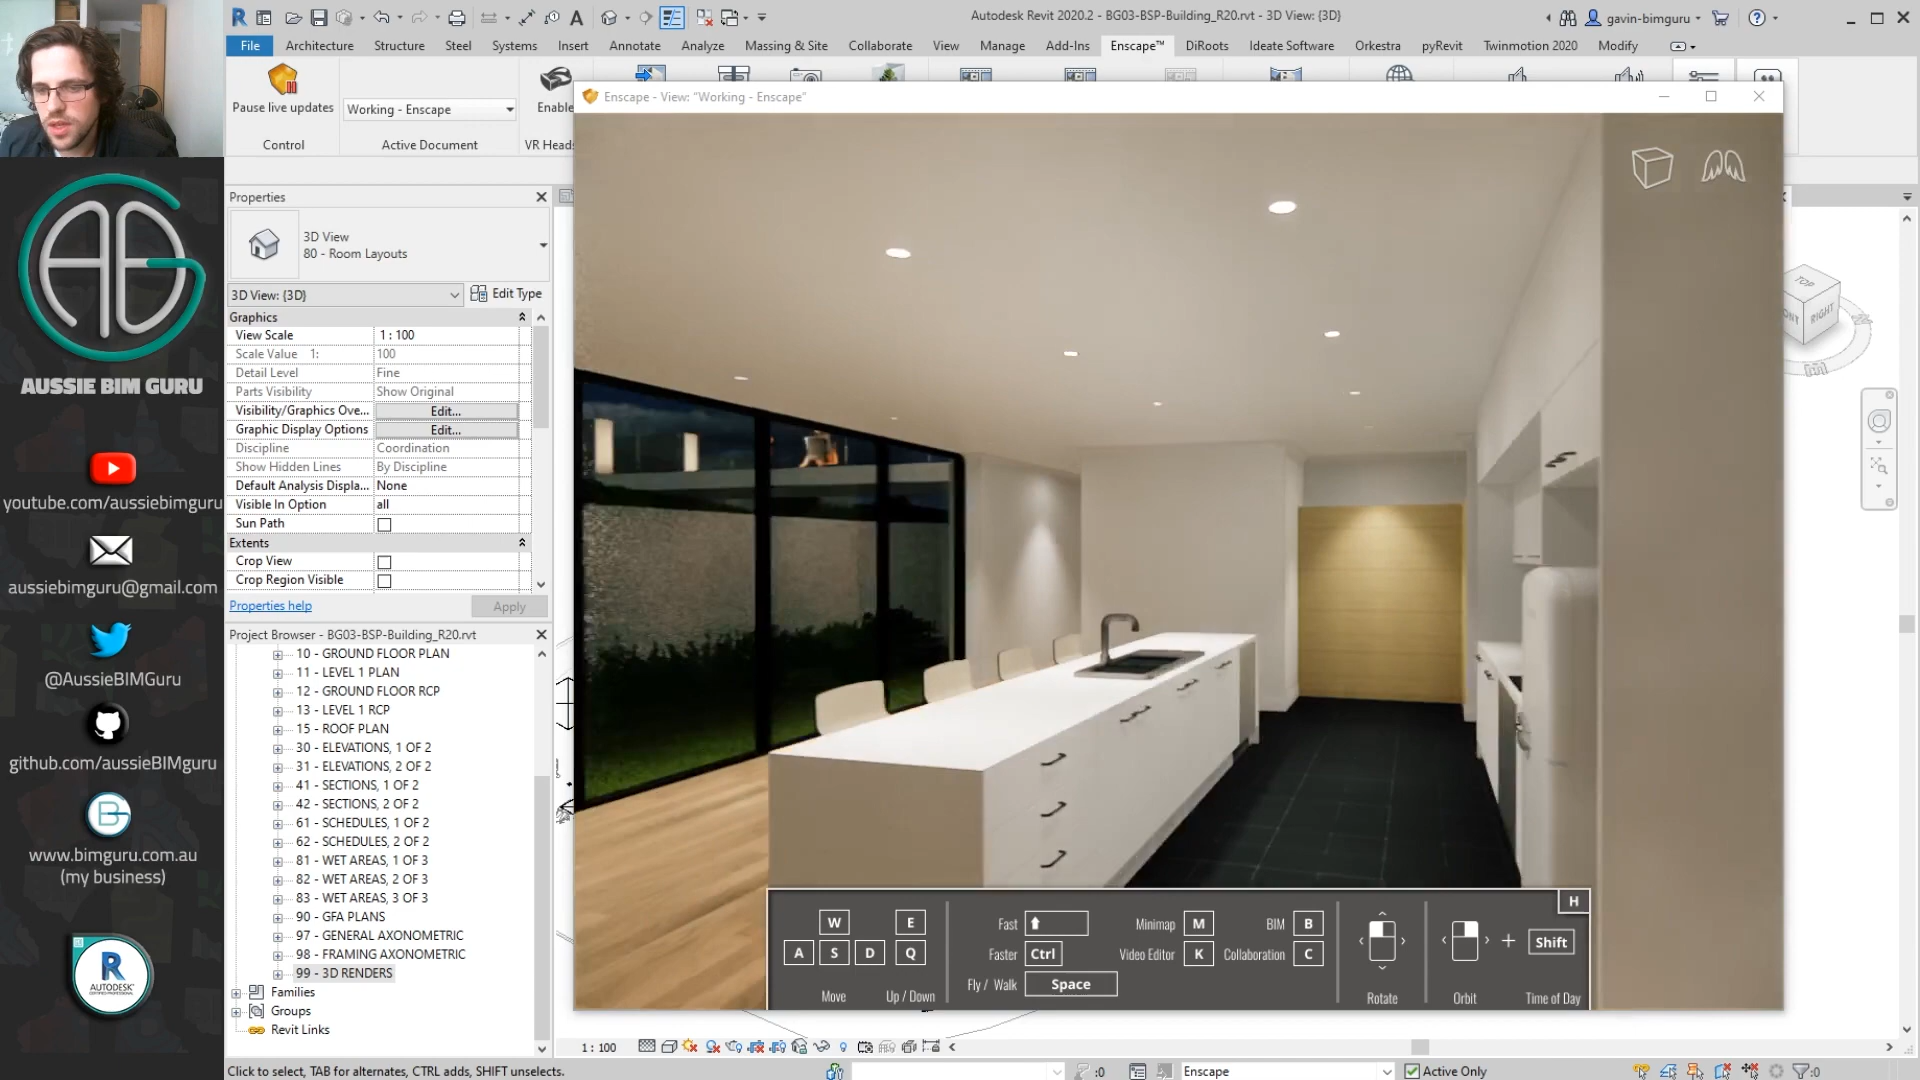 Autodesk Revit 2020.2 - BG03-BSP-Building_R20.rvt - 3D View: {3D}
gavin-bimguru
File
Architecture
Structure
Steel
Systems
Insert
Annotate
Analyze
Massing & Site
Collaborate
View
Manage
Add-Ins
Enscape™
DiRoots
Ideate Software
Orkestra
pyRevit
Twinmotion 2020
Modify
Pause live updates
Working - Enscape
Enable
Control
Active Document
VR Heads
Enscape - View: "Working - Enscape"
AUSSIE BIM GURU
youtube.com/aussiebimguru
aussiebimguru@gmail.com
@AussieBIMGuru
github.com/aussieBIMguru
www.bimguru.com.au
(my business)
R
AUTODESK
Properties
3D View
80 - Room Layouts
3D View: {3D}
Edit Type
Graphics
View Scale 1 : 100
Scale Value 1: 100
Detail Level Fine
Parts Visibility Show Original
Visibility/Graphics Ove... Edit...
Graphic Display Options Edit...
Discipline Coordination
Show Hidden Lines By Discipline
Default Analysis Displa... None
Visible In Option all
Sun Path
Extents
Crop View
Crop Region Visible
Properties help
Apply
Project Browser - BG03-BSP-Building_R20.rvt
10 - GROUND FLOOR PLAN
11 - LEVEL 1 PLAN
12 - GROUND FLOOR RCP
13 - LEVEL 1 RCP
15 - ROOF PLAN
30 - ELEVATIONS, 1 OF 2
31 - ELEVATIONS, 2 OF 2
41 - SECTIONS, 1 OF 2
42 - SECTIONS, 2 OF 2
61 - SCHEDULES, 1 OF 2
62 - SCHEDULES, 2 OF 2
81 - WET AREAS, 1 OF 3
82 - WET AREAS, 2 OF 3
83 - WET AREAS, 3 OF 3
90 - GFA PLANS
97 - GENERAL AXONOMETRIC
98 - FRAMING AXONOMETRIC
99 - 3D RENDERS
Families
Groups
Revit Links
TOP
RIGHT
H
W E
A S D Q
Move
Up / Down
Fast
Faster Ctrl
Fly / Walk Space
Minimap M
BIM B
Video Editor K
Collaboration C
Rotate
Orbit
+ Shift
Time of Day
1 : 100
Click to select, TAB for alternates, CTRL adds, SHIFT unselects.
:0
Enscape
Active Only
:0